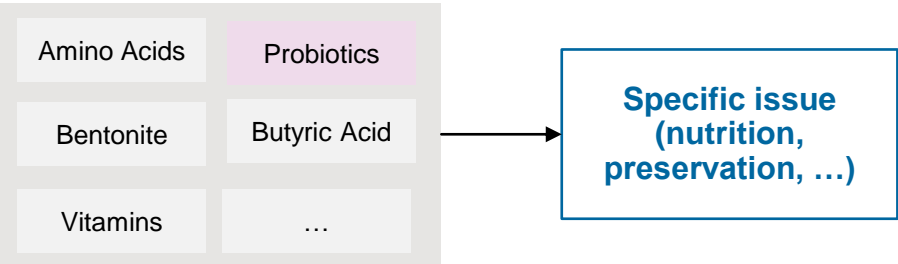 Amino Acids
Probiotics
Bentonite
Butyric Acid
Vitamins
…
Specific issue
(nutrition,
preservation, …)